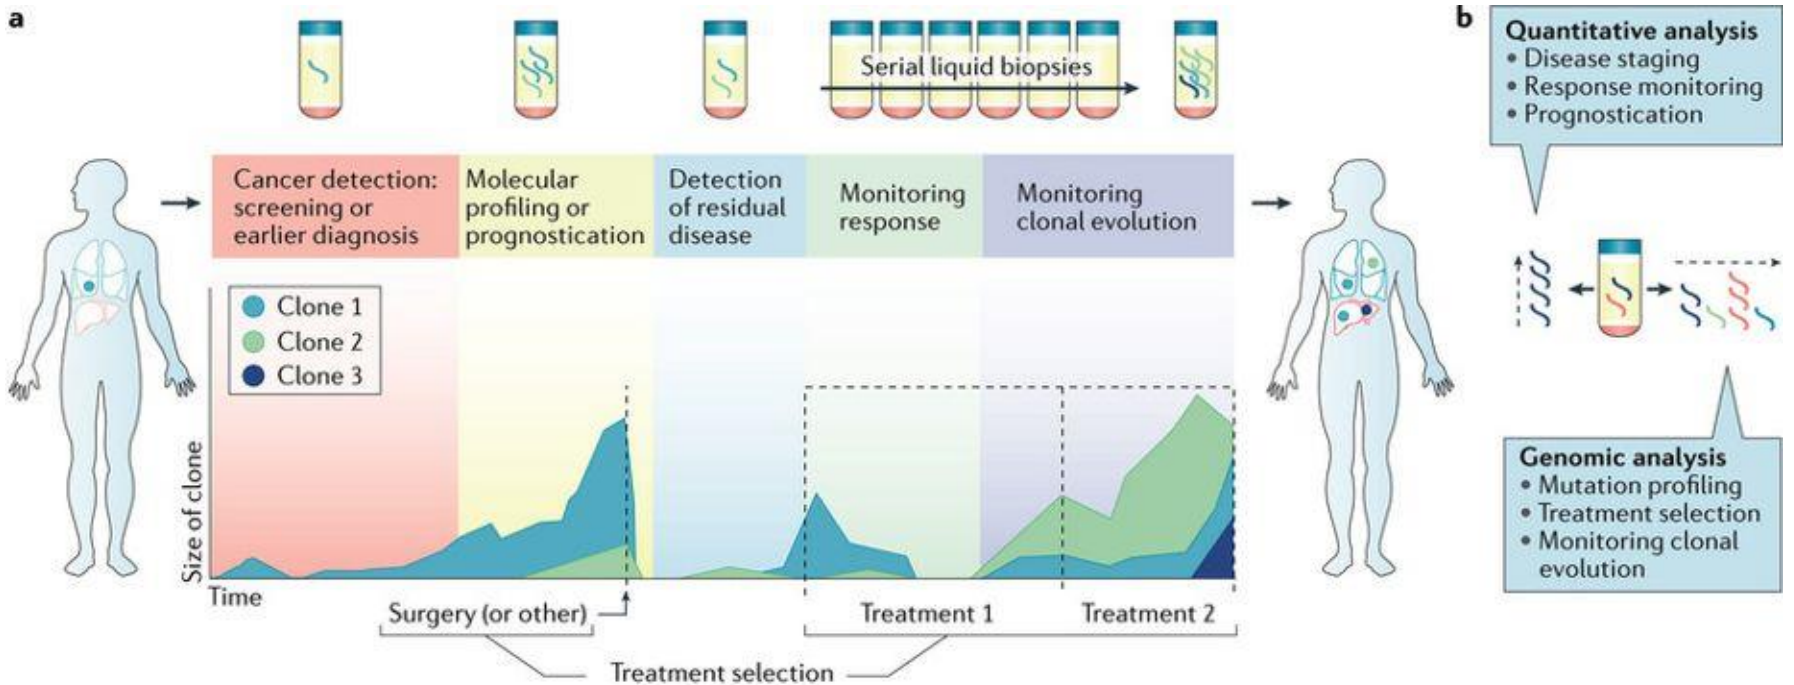 a
Serial liquid biopsies
Cancer detection:
screening or
earlier diagnosis
Molecular
profiling or
prognostication
Detection
of residual
disease
Monitoring
response
Monitoring
clonal evolution
Clone 1
Clone 2
Clone 3
Size of clone
Time
Surgery (or other)
Treatment 1
Treatment 2
Treatment selection
b
Quantitative analysis
• Disease staging
• Response monitoring
• Prognostication
Genomic analysis
• Mutation profiling
• Treatment selection
• Monitoring clonal
evolution